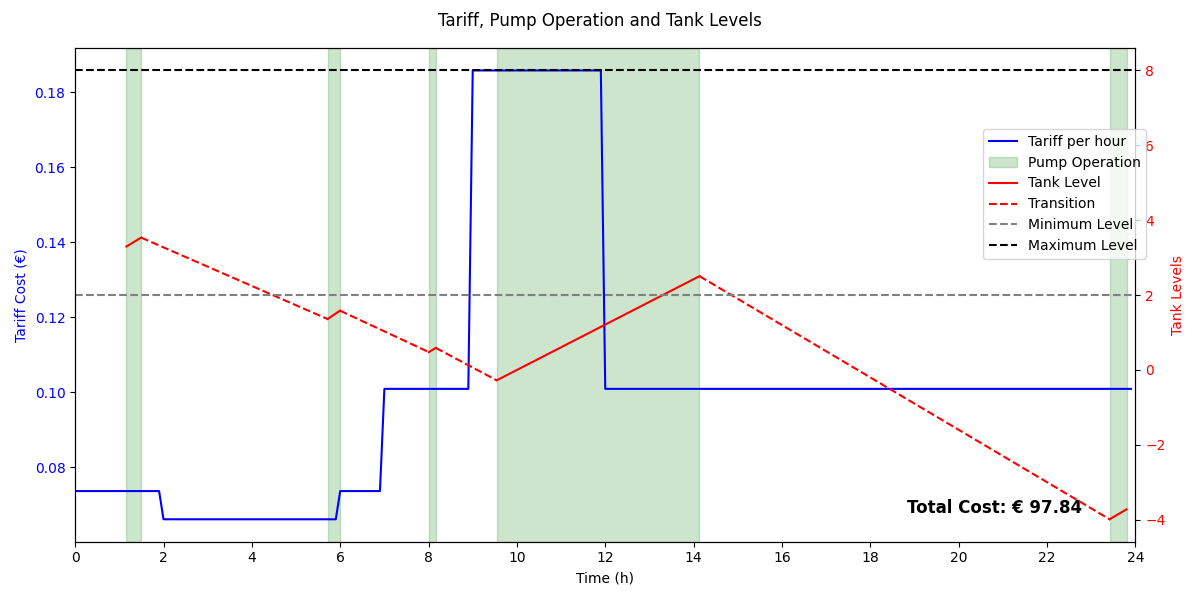 Tariff, Pump Operation and Tank Levels
Tariff Cost (€)
0.18
0.16
0.14
0.12
0.10
0.08
8
6
4
2
0
−2
−4
Tank Levels
Tariff per hour
Pump Operation
Tank Level
Transition
Minimum Level
Maximum Level
Total Cost: € 97.84
0 2 4 6 8 10 12 14 16 18 20 22 24
Time (h)